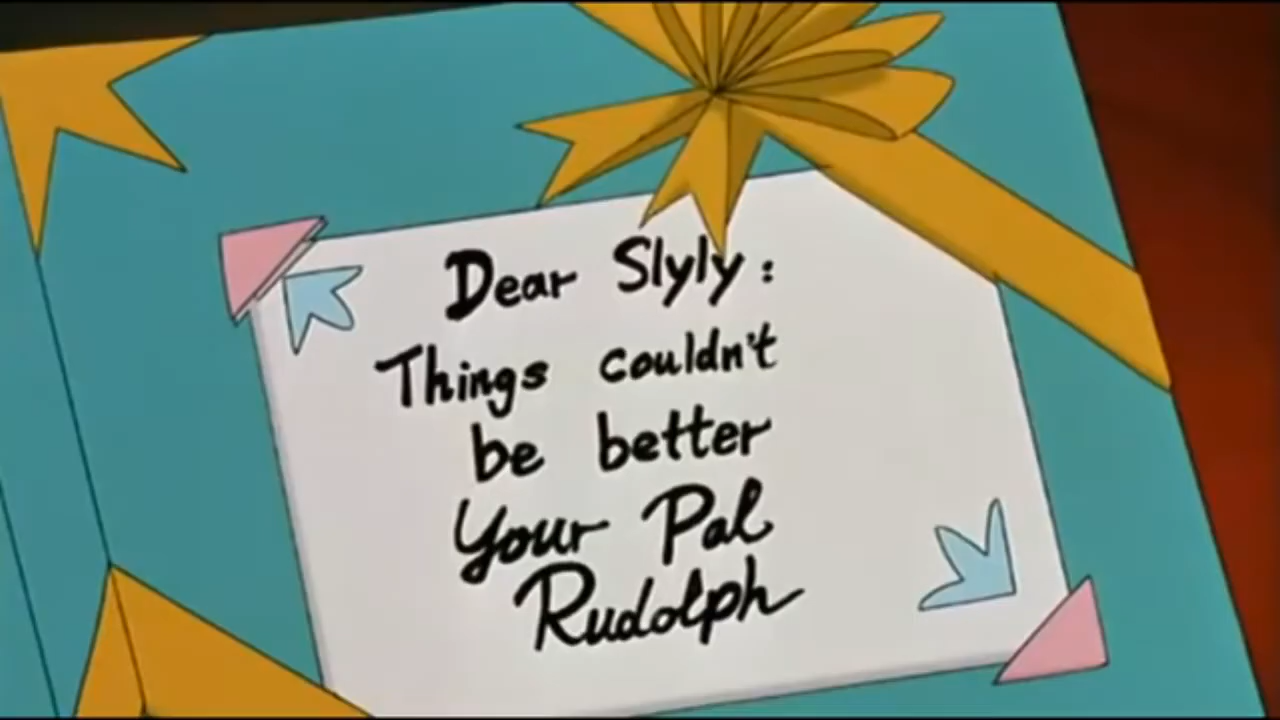 Dear Slyly:
Things couldn't
be better
Your Pal
Rudolph